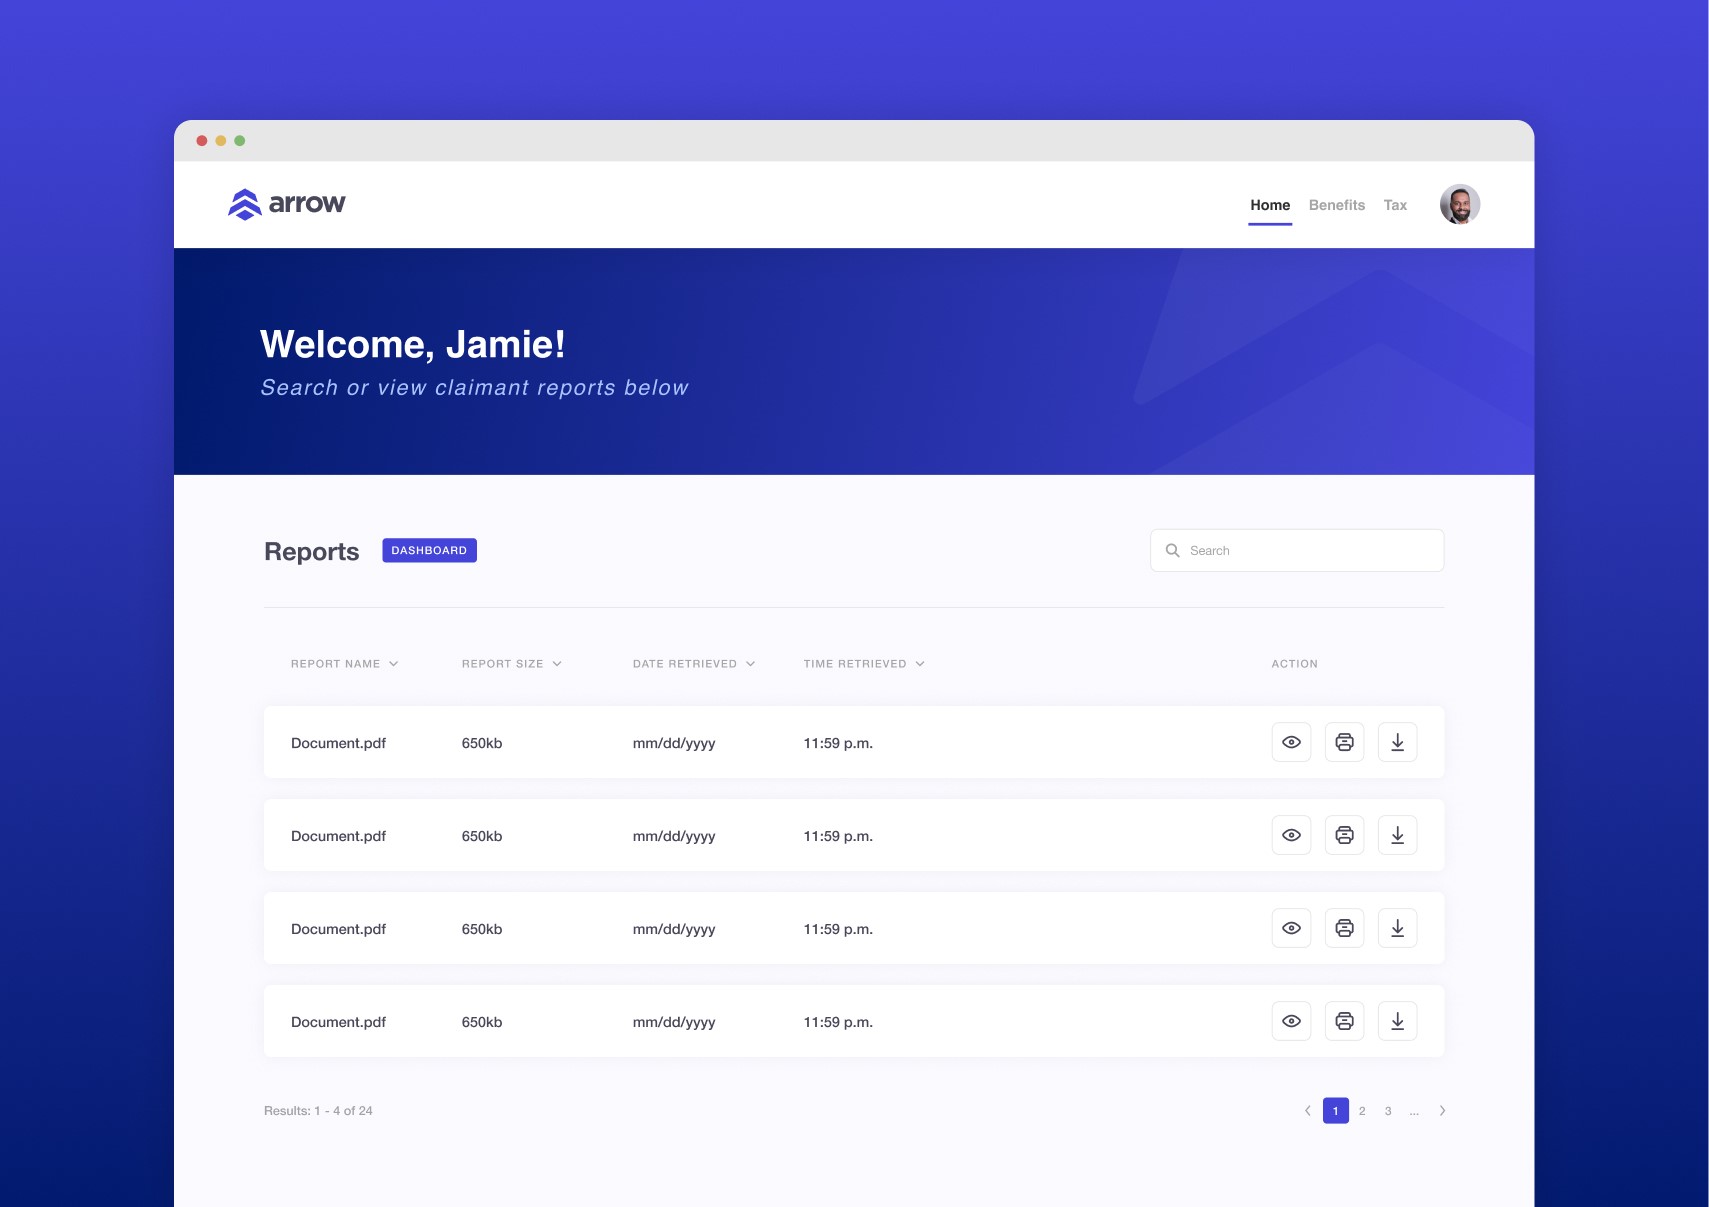 arrow
Home Benefits Tax
Welcome, Jamie!
Search or view claimant reports below
Reports DASHBOARD Search
REPORT NAME REPORT SIZE DATE RETRIEVED TIME RETRIEVED ACTION
Document.pdf 650kb mm/dd/yyyy 11:59 p.m.
Document.pdf 650kb mm/dd/yyyy 11:59 p.m.
Document.pdf 650kb mm/dd/yyyy 11:59 p.m.
Document.pdf 650kb mm/dd/yyyy 11:59 p.m.
Results: 1 - 4 of 24 1 2 3 ...